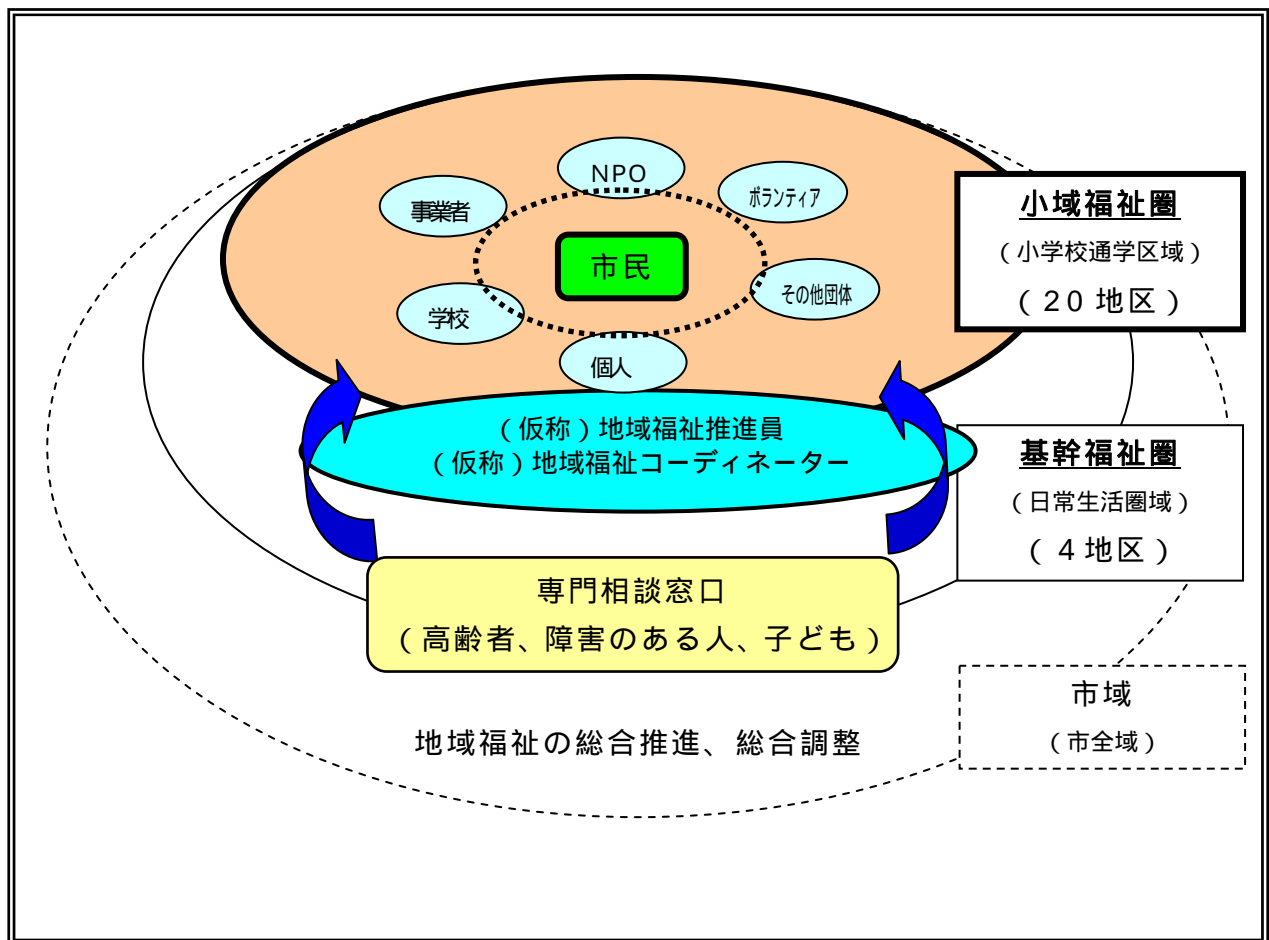 NPO
ボランティア
事業者
市民
その他団体
学校
個人
小域福祉圏
(小学校通学区域)
(20地区)
(仮称)地域福祉推進員
(仮称)地域福祉コーディネーター
基幹福祉圏
(日常生活圏域)
(4地区)
専門相談窓口
(高齢者、障害のある人、子ども)
市域
(市全域)
地域福祉の総合推進、総合調整